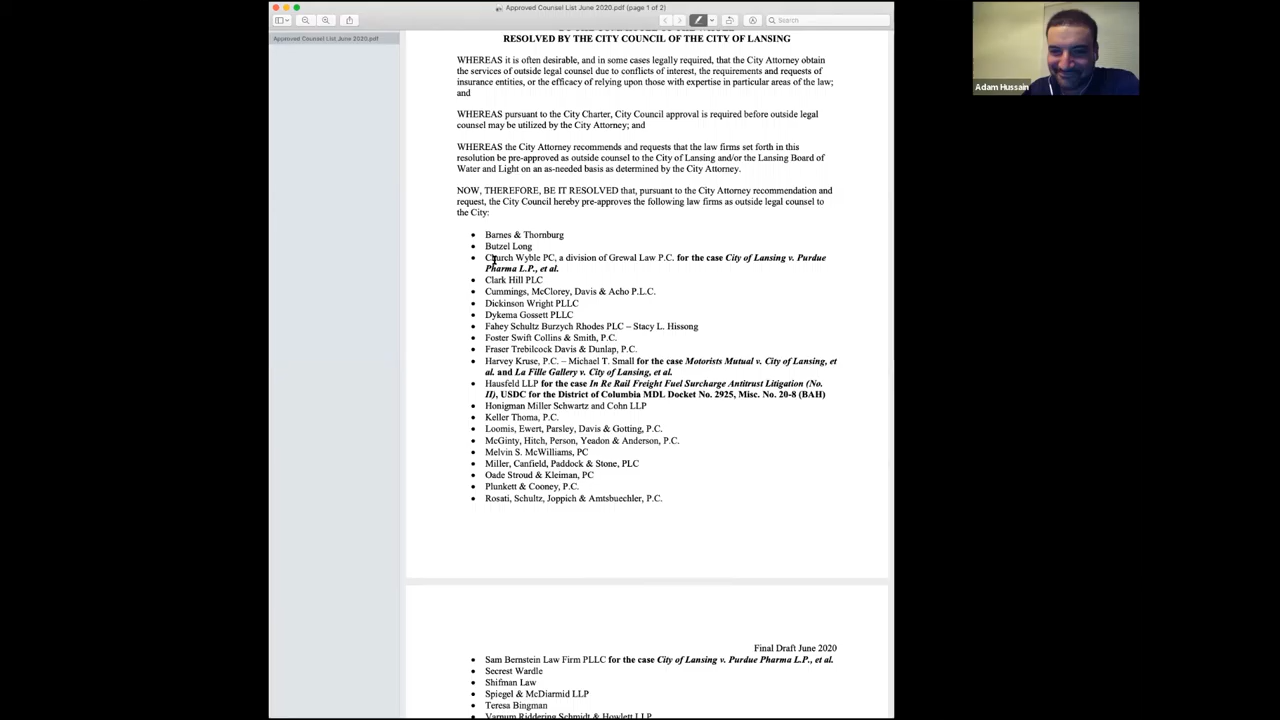 Approved Counsel List June 2020.pdf (page 1 of 2)
Search
Approved Counsel List June 2020.pdf
RESOLVED BY THE CITY COUNCIL OF THE CITY OF LANSING
WHEREAS it is often desirable, and in some cases legally required, that the City Attorney obtain
the services of outside legal counsel due to conflicts of interest, the requirements and requests of
insurance entities, or the efficacy of relying upon those with expertise in particular areas of the law;
and
WHEREAS pursuant to the City Charter, City Council approval is required before outside legal
counsel may be utilized by the City Attorney; and
WHEREAS the City Attorney recommends and requests that the law firms set forth in this
resolution be pre-approved as outside counsel to the City of Lansing and/or the Lansing Board of
Water and Light on an as-needed basis as determined by the City Attorney.
NOW, THEREFORE, BE IT RESOLVED that, pursuant to the City Attorney recommendation and
request, the City Council hereby pre-approves the following law firms as outside legal counsel to
the City:
• Barnes & Thornburg
• Butzel Long
• Church Wyble PC, a division of Grewal Law P.C. for the case City of Lansing v. Purdue
Pharma L.P., et al.
• Clark Hill PLC
• Cummings, McClorey, Davis & Acho P.L.C.
• Dickinson Wright PLLC
• Dykema Gossett PLLC
• Fahey Schultz Burzych Rhodes PLC – Stacy L. Hissong
• Foster Swift Collins & Smith, P.C.
• Fraser Trebilcock Davis & Dunlap, P.C.
• Harvey Kruse, P.C. – Michael T. Small for the case Motorists Mutual v. City of Lansing, et
al. and La Fille Gallery v. City of Lansing, et al.
• Hausfeld LLP for the case In Re Rail Freight Fuel Surcharge Antitrust Litigation (No.
II), USDC for the District of Columbia MDL Docket No. 2925, Misc. No. 20-8 (BAH)
• Honigman Miller Schwartz and Cohn LLP
• Keller Thoma, P.C.
• Loomis, Ewert, Parsley, Davis & Gotting, P.C.
• McGinty, Hitch, Person, Yeadon & Anderson, P.C.
• Melvin S. McWilliams, PC
• Miller, Canfield, Paddock & Stone, PLC
• Oade Stroud & Kleiman, PC
• Plunkett & Cooney, P.C.
• Rosati, Schultz, Joppich & Amtsbuechler, P.C.
Final Draft June 2020
• Sam Bernstein Law Firm PLLC for the case City of Lansing v. Purdue Pharma L.P., et al.
• Secrest Wardle
• Shifman Law
• Spiegel & McDiarmid LLP
• Teresa Bingman
• Varnum Riddering Schmidt & Howlett LLP
Adam Hussain